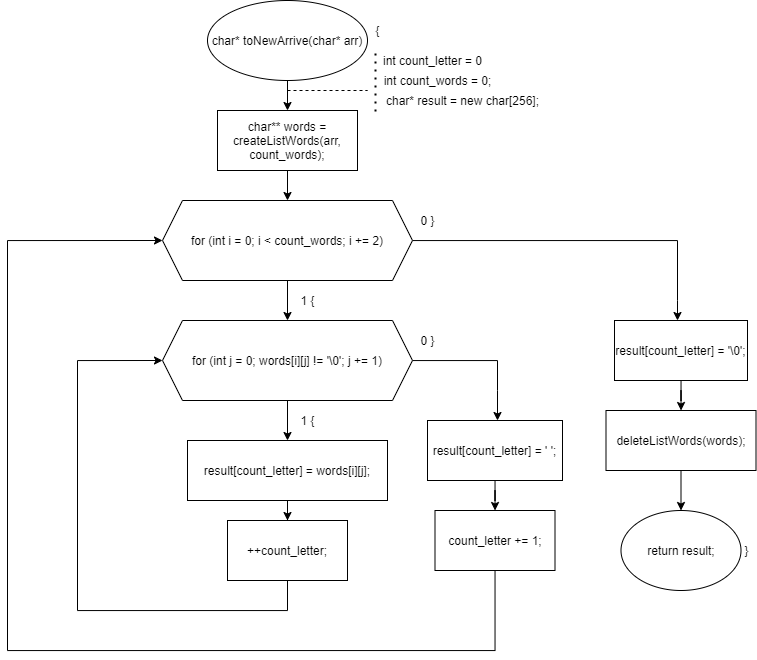 char* toNewArrive(char* arr)
{
int count_letter = 0
int count_words = 0;
char* result = new char[256];
char** words =
createListWords(arr,
count_words);
for (int i = 0; i < count_words; i += 2)
0 }
1 {
for (int j = 0; words[i][j] != '\0'; j += 1)
0 }
result[count_letter] = '\0';
1 {
result[count_letter] = words[i][j];
result[count_letter] = ' ';
deleteListWords(words);
++count_letter;
count_letter += 1;
return result;
}